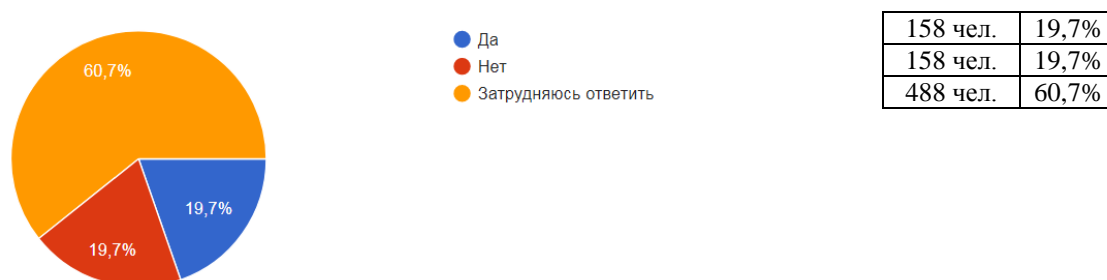 60,7%
19,7%
19,7%
Да
Нет
Затрудняюсь ответить
158 чел. 19,7%
158 чел. 19,7%
488 чел. 60,7%